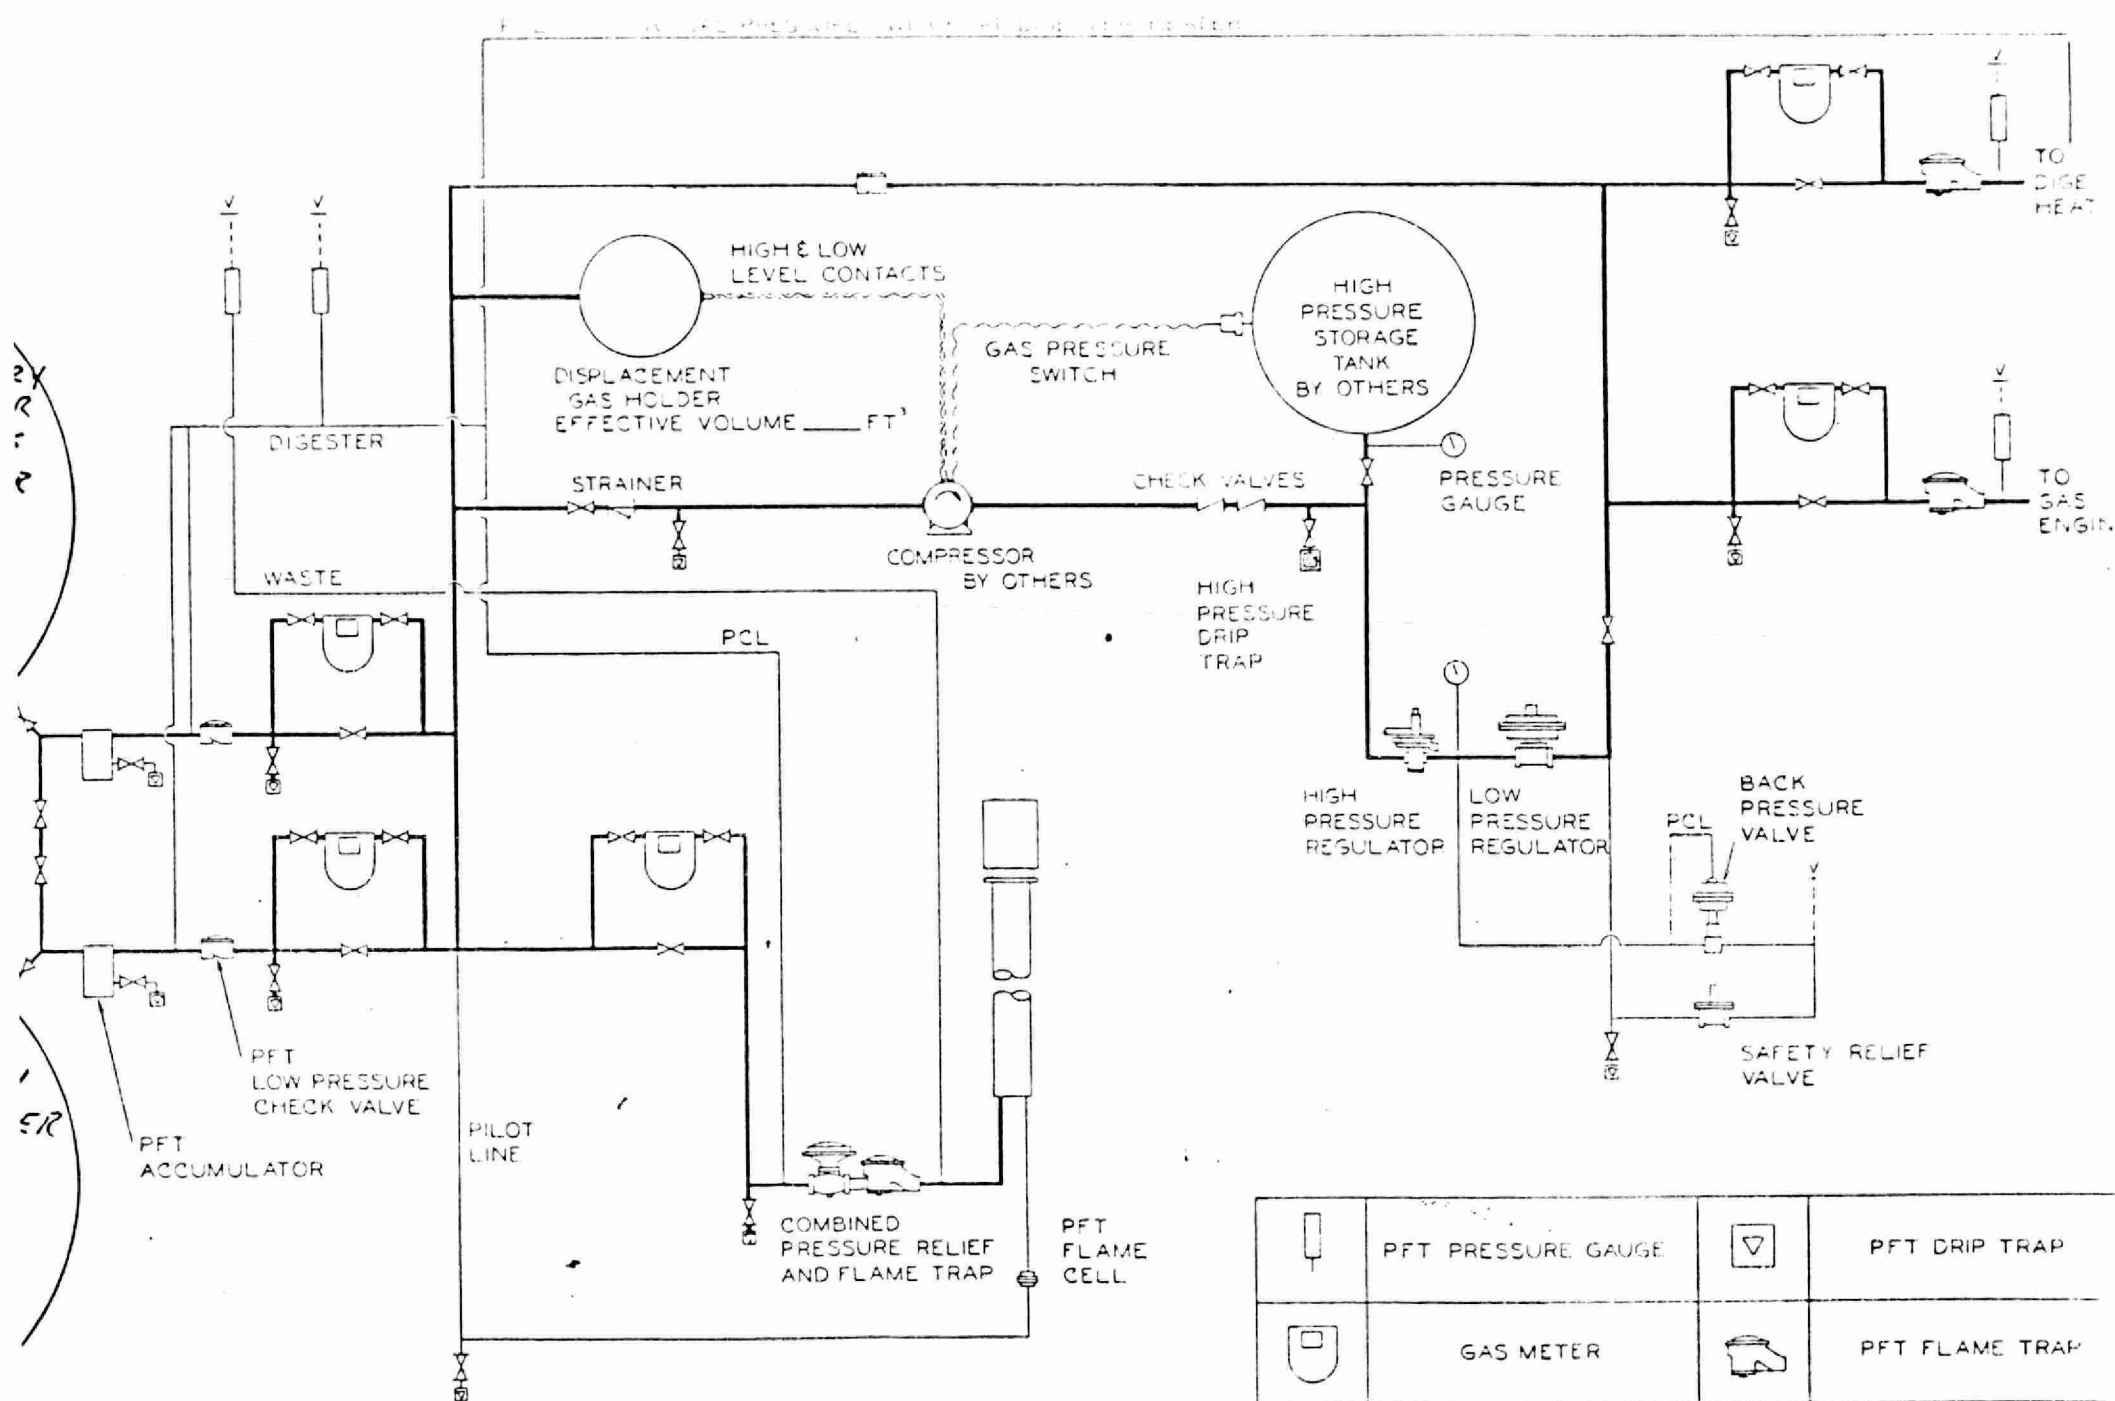 TO
HEAT
HIGH & LOW
LEVEL CONTACTS
HIGH
PRESSURE
STORAGE
TANK
BY OTHERS
GAS PRESSURE
SWITCH
DISPLACEMENT
GAS HOLDER
EFFECTIVE VOLUME ____ FT³
DIGESTER
STRAINER
CHECK VALVES
PRESSURE
GAUGE
TO
GAS
ENGIN
COMPRESSOR
BY OTHERS
WASTE
HIGH
PRESSURE
DRIP
TRAP
PCL
HIGH
PRESSURE
REGULATOR
LOW
PRESSURE
REGULATOR
BACK
PRESSURE
VALVE
PCL
SAFETY RELIEF
VALVE
PFT
LOW PRESSURE
CHECK VALVE
PFT
ACCUMULATOR
ER
PILOT
LINE
COMBINED
PRESSURE RELIEF
AND FLAME TRAP
PFT
FLAME
CELL
PFT PRESSURE GAUGE
PFT DRIP TRAP
GAS METER
PFT FLAME TRAP